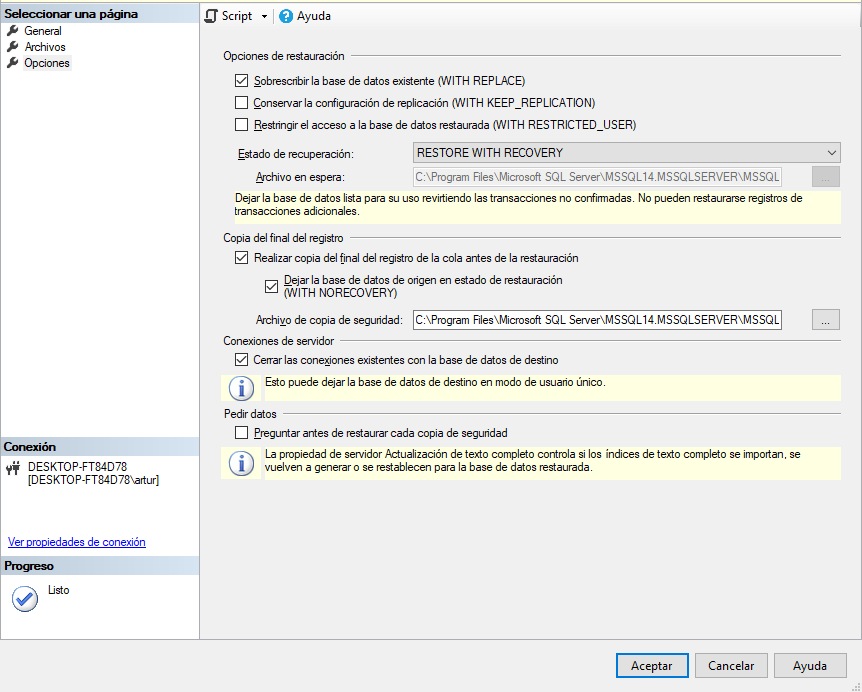 Seleccionar una página
General
Archivos
Opciones
Script
Ayuda
Opciones de restauración
Sobrescribir la base de datos existente (WITH REPLACE)
Conservar la configuración de replicación (WITH KEEP_REPLICATION)
Restringir el acceso a la base de datos restaurada (WITH RESTRICTED_USER)
Estado de recuperación:
RESTORE WITH RECOVERY
Archivo en espera:
C:\Program Files\Microsoft SQL Server\MSSQL14.MSSQLSERVER\MSSQL
...
Dejar la base de datos lista para su uso revirtiendo las transacciones no confirmadas. No pueden restaurarse registros de
transacciones adicionales.
Copia del final del registro
Realizar copia del final del registro de la cola antes de la restauración
Dejar la base de datos de origen en estado de restauración
(WITH NORECOVERY)
Archivo de copia de seguridad:
C:\Program Files\Microsoft SQL Server\MSSQL14.MSSQLSERVER\MSSQL
...
Conexiones de servidor
Cerrar las conexiones existentes con la base de datos de destino
Esto puede dejar la base de datos de destino en modo de usuario único.
Pedir datos
Preguntar antes de restaurar cada copia de seguridad
La propiedad de servidor Actualización de texto completo controla si los índices de texto completo se importan, se
vuelven a generar o se restablecen para la base de datos restaurada.
Conexión
DESKTOP-FT84D78
[DESKTOP-FT84D78\artur]
Ver propiedades de conexión
Progreso
Listo
Aceptar
Cancelar
Ayuda